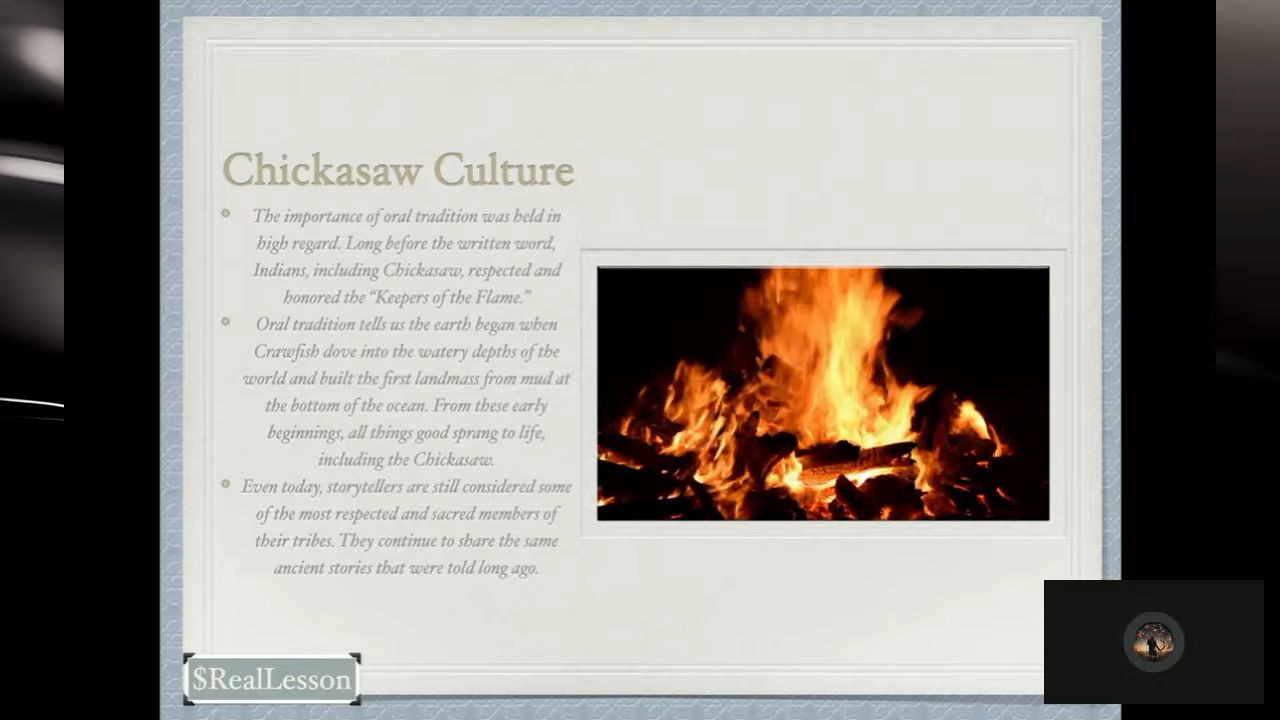 Chickasaw Culture
The importance of oral tradition was held in
high regard. Long before the written word,
Indians, including Chickasaw, respected and
honored the “Keepers of the Flame.”
Oral tradition tells us the earth began when
Crawfish dove into the watery depths of the
world and built the first landmass from mud at
the bottom of the ocean. From these early
beginnings, all things good sprang to life,
including the Chickasaw.
Even today, storytellers are still considered some
of the most respected and sacred members of
their tribes. They continue to share the same
ancient stories that were told long ago.
$RealLesson